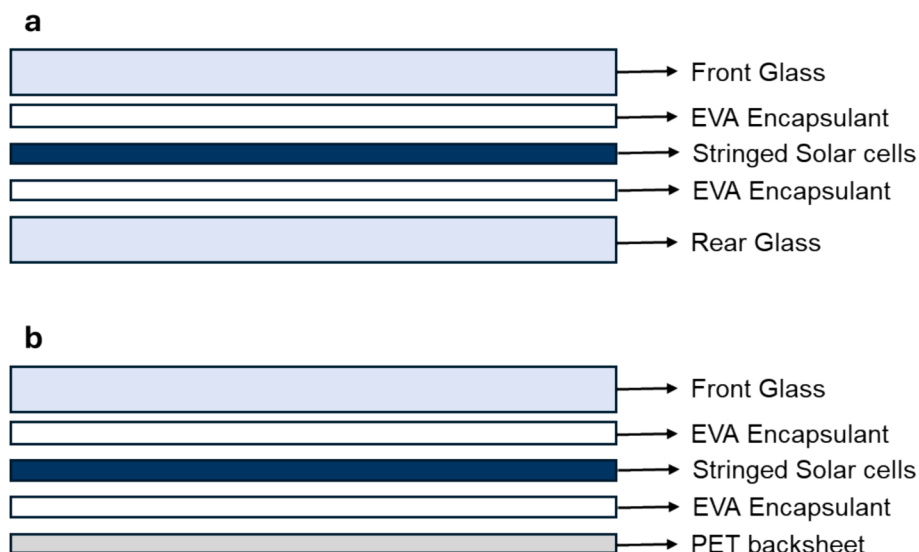 a
Front Glass
EVA Encapsulant
Stringed Solar cells
EVA Encapsulant
Rear Glass
b
Front Glass
EVA Encapsulant
Stringed Solar cells
EVA Encapsulant
PET backsheet